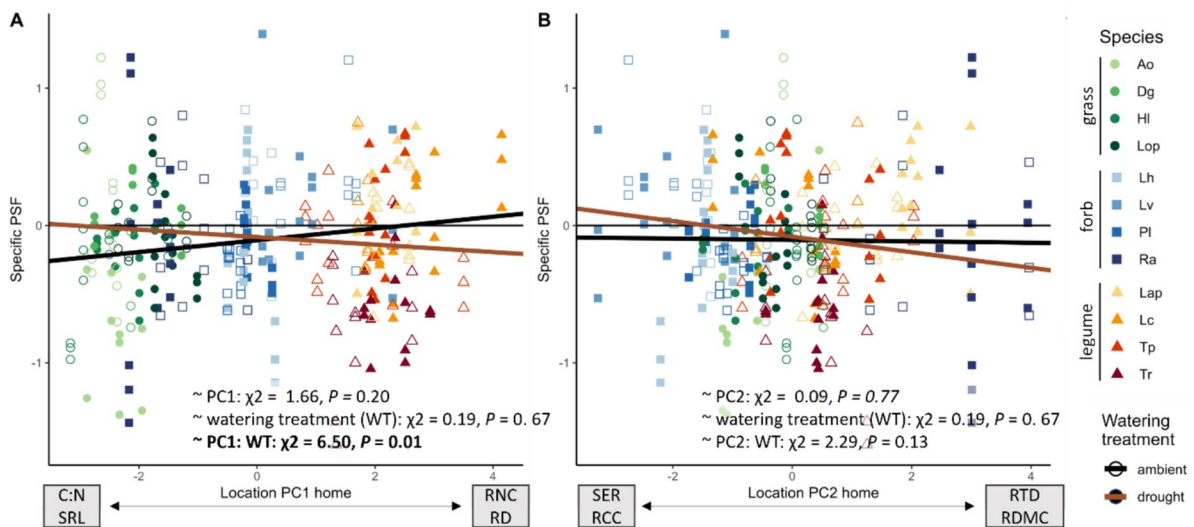 A
B
Specific PSF
1
0
-1
-2
0
2
4
Location PC1 home
~ PC1: χ2 = 1.66, P = 0.20
~ watering treatment (WT): χ2 = 0.19, P = 0.67
~ PC1: WT: χ2 = 6.50, P = 0.01
C:N
SRL
RNC
RD
Specific PSF
1
0
-1
-2
0
2
4
Location PC2 home
~ PC2: χ2 = 0.09, P = 0.77
~ watering treatment (WT): χ2 = 0.19, P = 0.67
~ PC2: WT: χ2 = 2.29, P = 0.13
SER
RCC
RTD
RDMC
Species
grass
Ao
Dg
Hl
Lop
forb
Lh
Lv
Pl
Ra
legume
Lap
Lc
Tp
Tr
Watering
treatment
ambient
drought